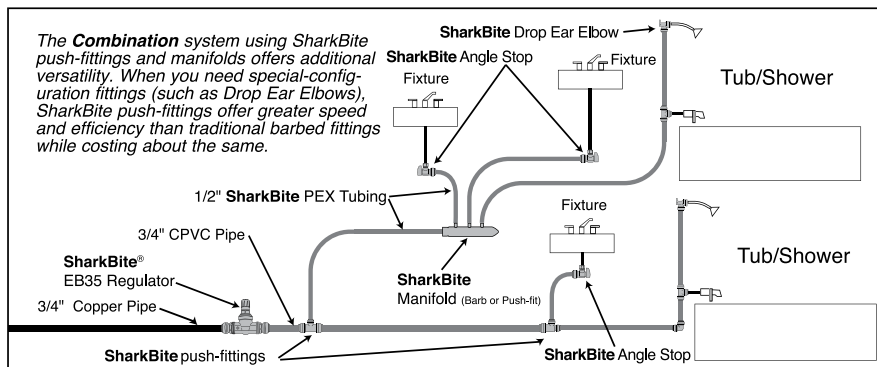 The Combination system using SharkBite
push-fittings and manifolds offers additional
versatility. When you need special-config-
uration fittings (such as Drop Ear Elbows),
SharkBite push-fittings offer greater speed
and efficiency than traditional barbed fittings
while costing about the same.
SharkBite Drop Ear Elbow
SharkBite Angle Stop
Fixture
Fixture
Tub/Shower
1/2" SharkBite PEX Tubing
3/4" CPVC Pipe
SharkBite®
EB35 Regulator
3/4" Copper Pipe
SharkBite
Manifold (Barb or Push-fit)
Fixture
Tub/Shower
SharkBite push-fittings
SharkBite Angle Stop